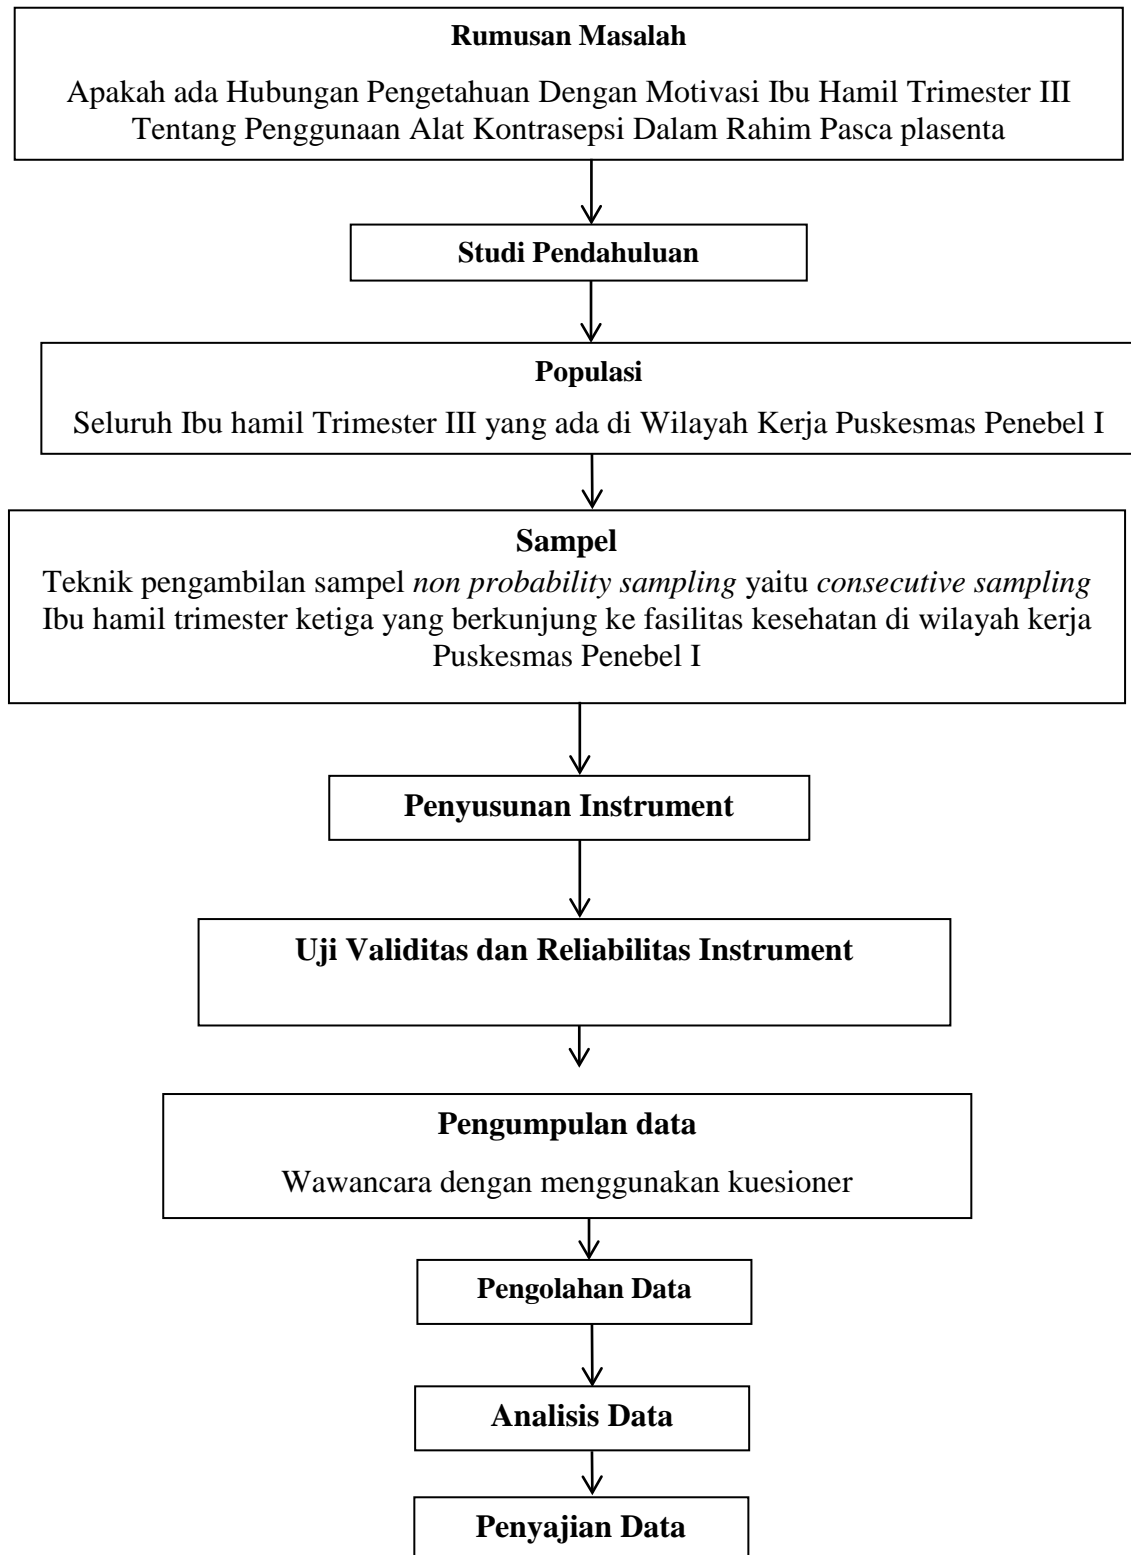 Rumusan Masalah
Apakah ada Hubungan Pengetahuan Dengan Motivasi Ibu Hamil Trimester III
Tentang Penggunaan Alat Kontrasepsi Dalam Rahim Pasca plasenta
Studi Pendahuluan
Populasi
Seluruh Ibu hamil Trimester III yang ada di Wilayah Kerja Puskesmas Penebel I
Sampel
Teknik pengambilan sampel non probability sampling yaitu consecutive sampling
Ibu hamil trimester ketiga yang berkunjung ke fasilitas kesehatan di wilayah kerja
Puskesmas Penebel I
Penyusunan Instrument
Uji Validitas dan Reliabilitas Instrument
Pengumpulan data
Wawancara dengan menggunakan kuesioner
Pengolahan Data
Analisis Data
Penyajian Data